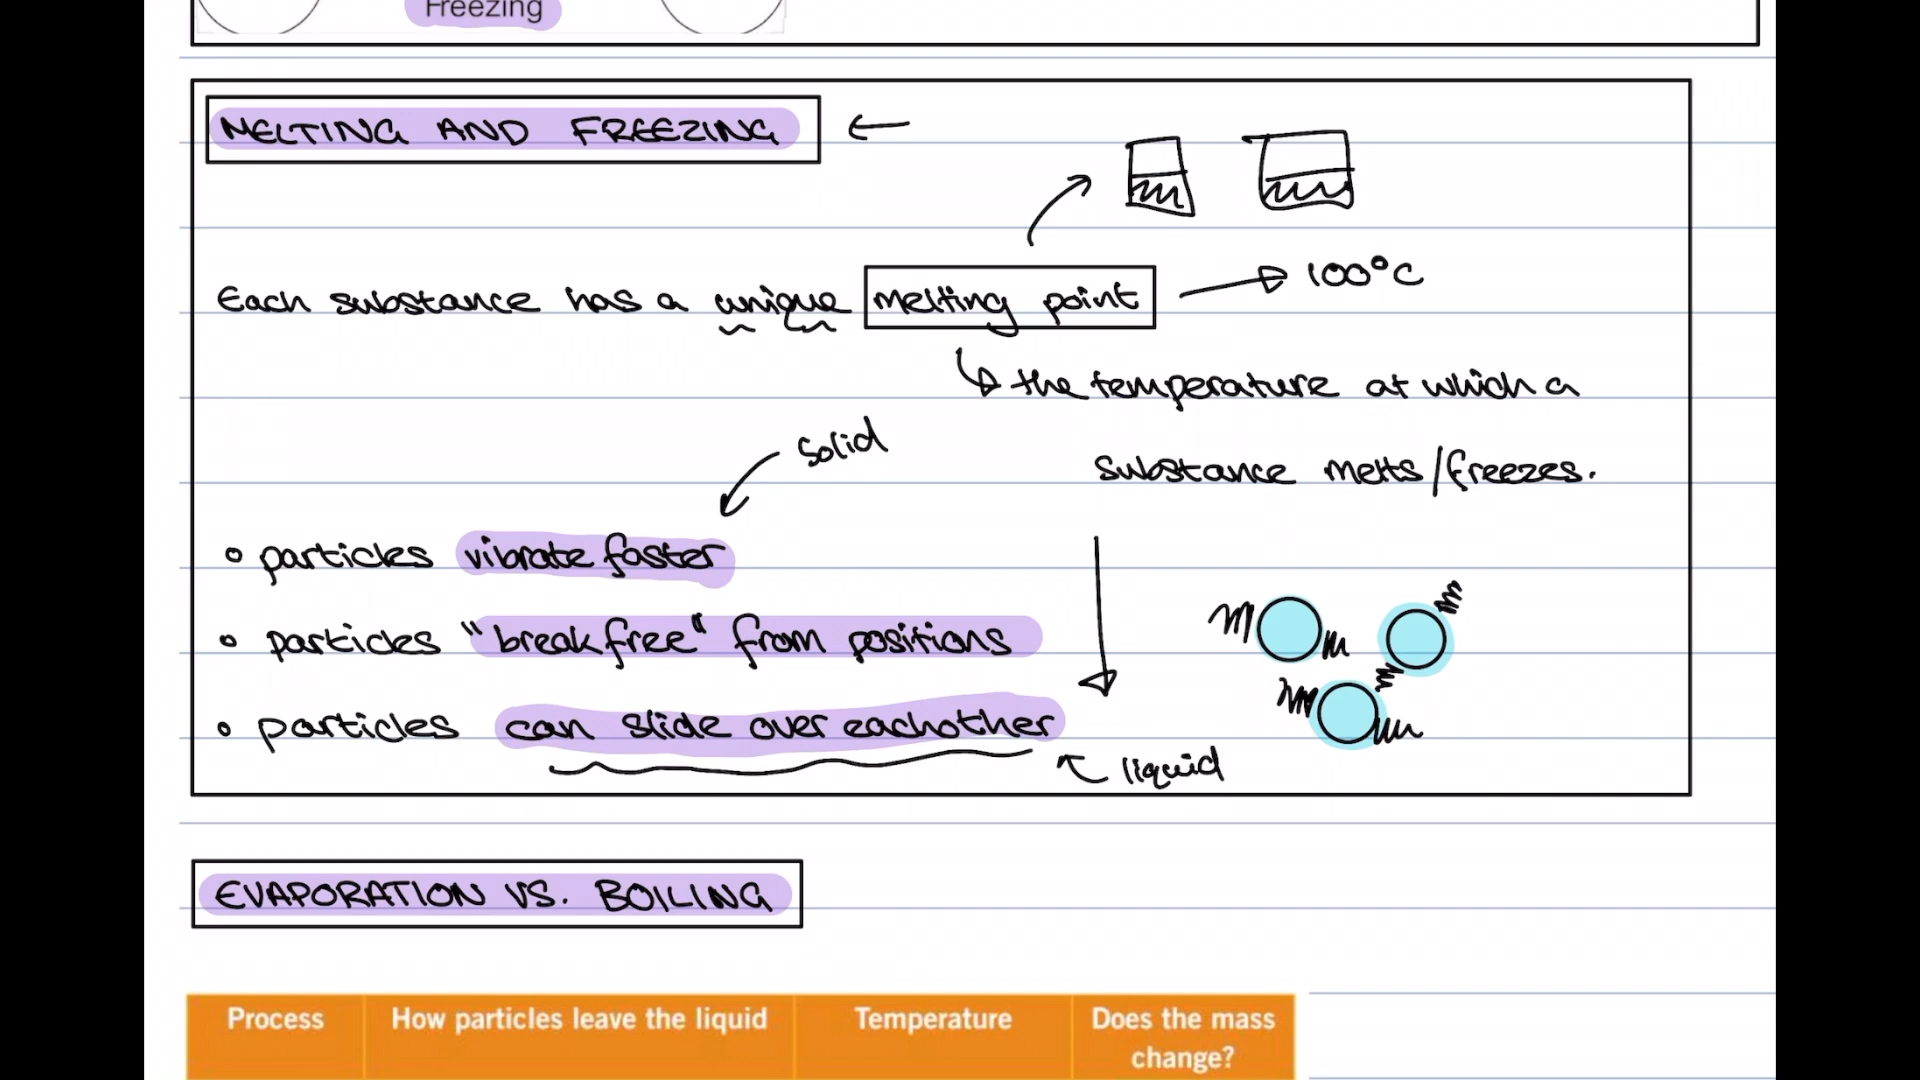 Freezing
MELTING AND FREEZING
Each substance has a unique melting point
100°C
the temperature at which a
substance melts/freezes.
solid
• particles vibrate faster
• particles "break free" from positions
• particles can slide over eachother
liquid
EVAPORATION VS. BOILING
Process
How particles leave the liquid
Temperature
Does the mass
change?